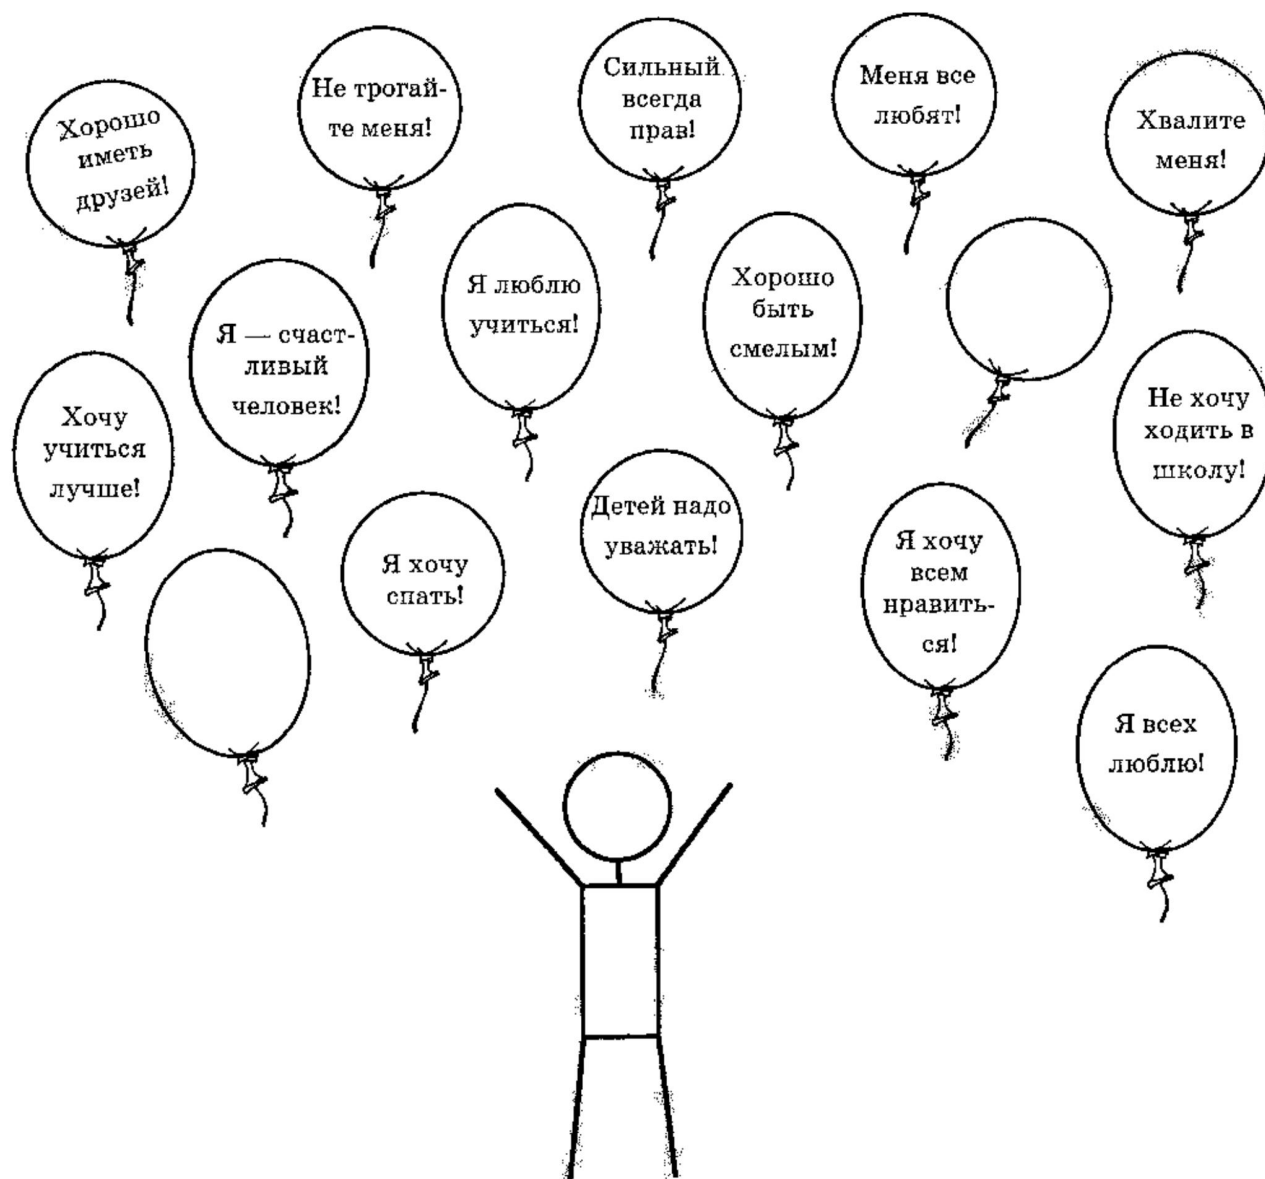 Хорошо
иметь
друзей!
Не трогай-
те меня!
Сильный
всегда
прав!
Меня все
любят!
Хвалите
меня!
Я — счаст-
ливый
человек!
Я люблю
учиться!
Хорошо
быть
смелым!
Хочу
учиться
лучше!
Не хочу
ходить в
школу!
Я хочу
спать!
Детей надо
уважать!
Я хочу
всем
нравить-
ся!
Я всех
люблю!